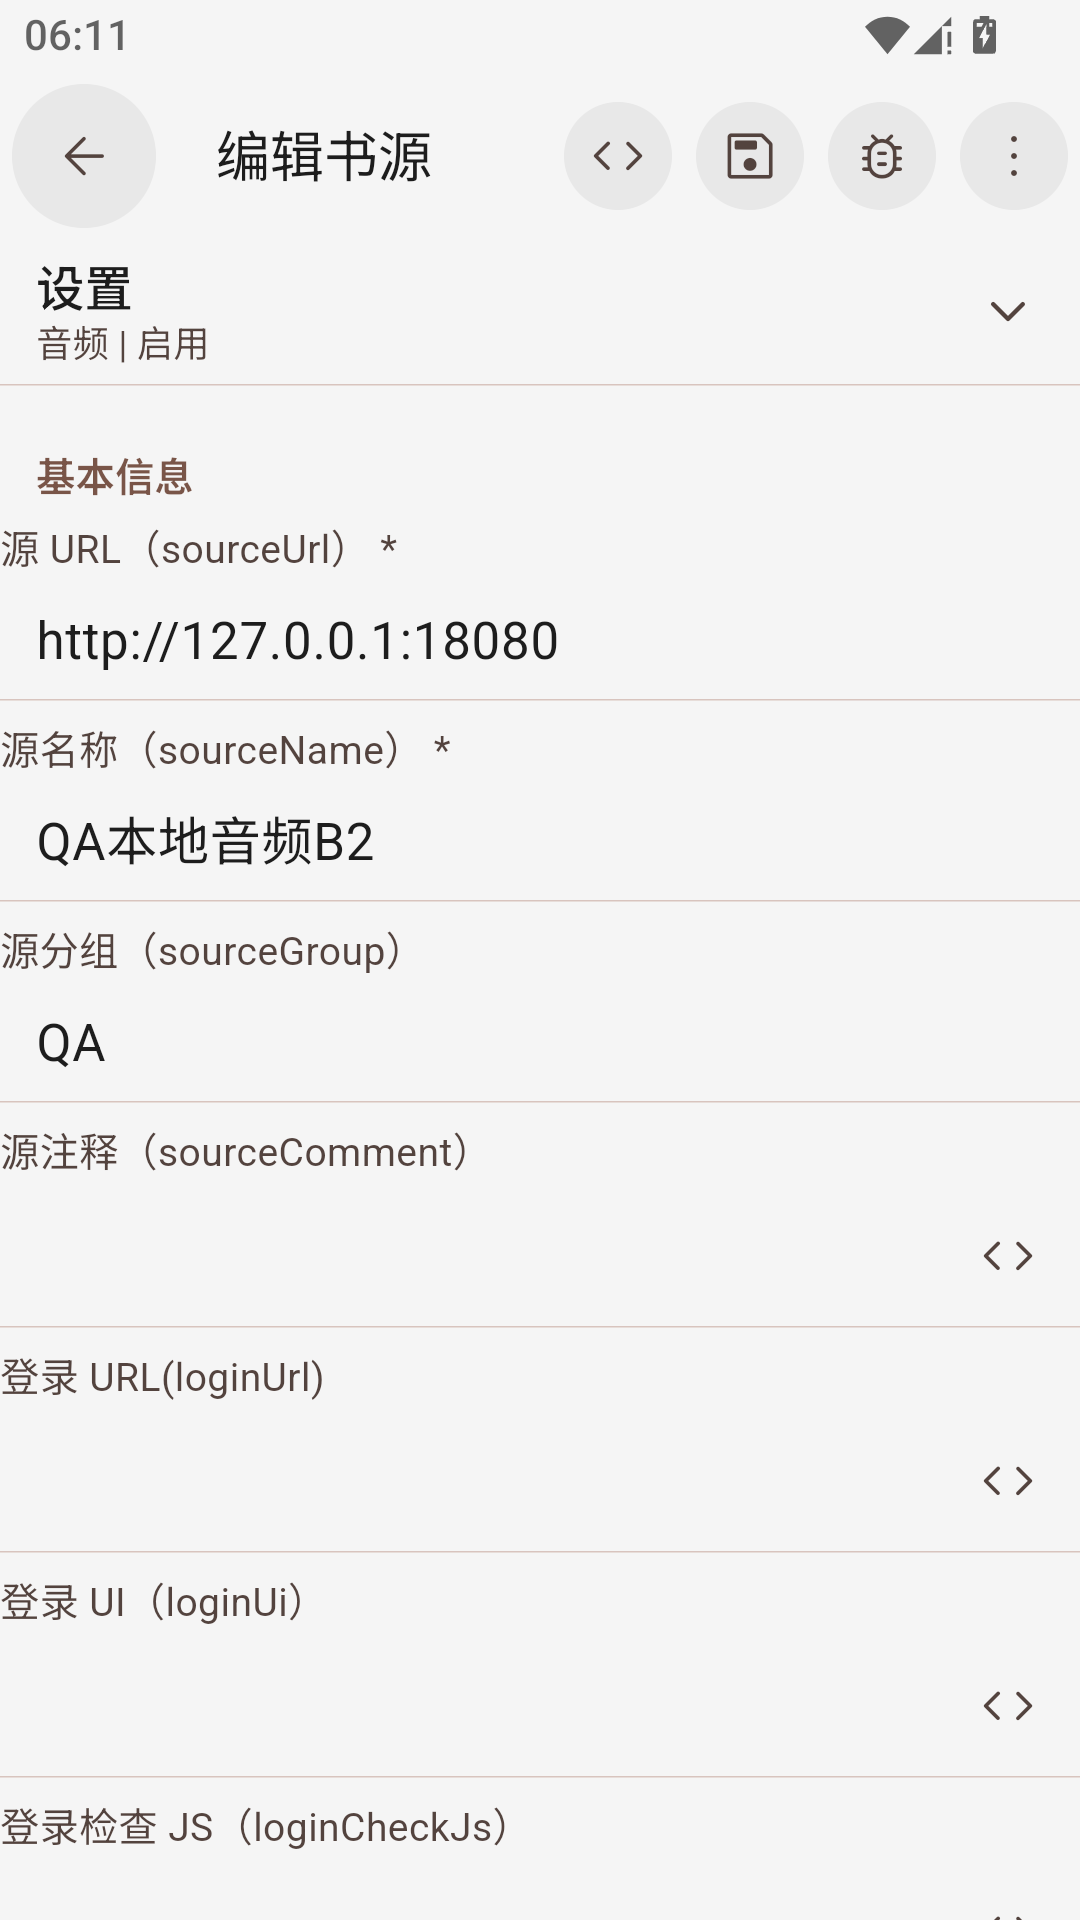 06:11
编辑书源
设置
音频 | 启用
基本信息
源 URL（sourceUrl） *
http://127.0.0.1:18080
源名称（sourceName） *
QA本地音频B2
源分组（sourceGroup）
QA
源注释（sourceComment）
登录 URL(loginUrl)
登录 UI（loginUi）
登录检查 JS（loginCheckJs）